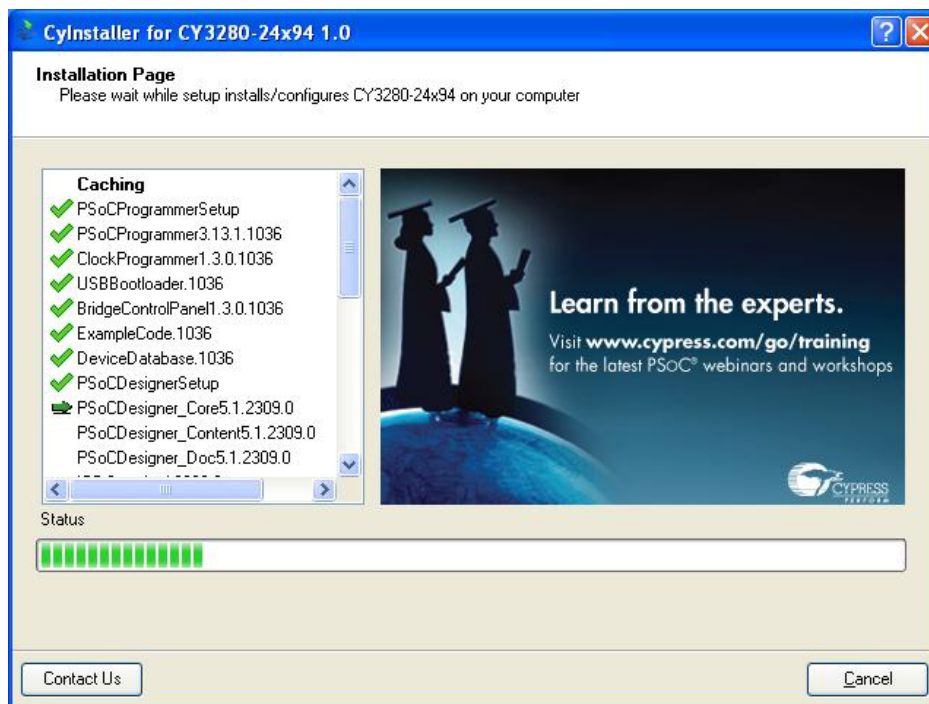 CyInstaller for CY3280-24x94 1.0
Installation Page
Please wait while setup installs/configures CY3280-24x94 on your computer
Caching
PSoCProgrammerSetup
PSoCProgrammer3.13.1.1036
ClockProgrammer1.3.0.1036
USBBootloader.1036
BridgeControlPanel1.3.0.1036
ExampleCode.1036
DeviceDatabase.1036
PSoCDesignerSetup
PSoCDesigner_Core5.1.2309.0
PSoCDesigner_Content5.1.2309.0
PSoCDesigner_Doc5.1.2309.0
Learn from the experts.
Visit www.cypress.com/go/training
for the latest PSoC® webinars and workshops
CYPRESS
PERFORM
Status
Contact Us
Cancel